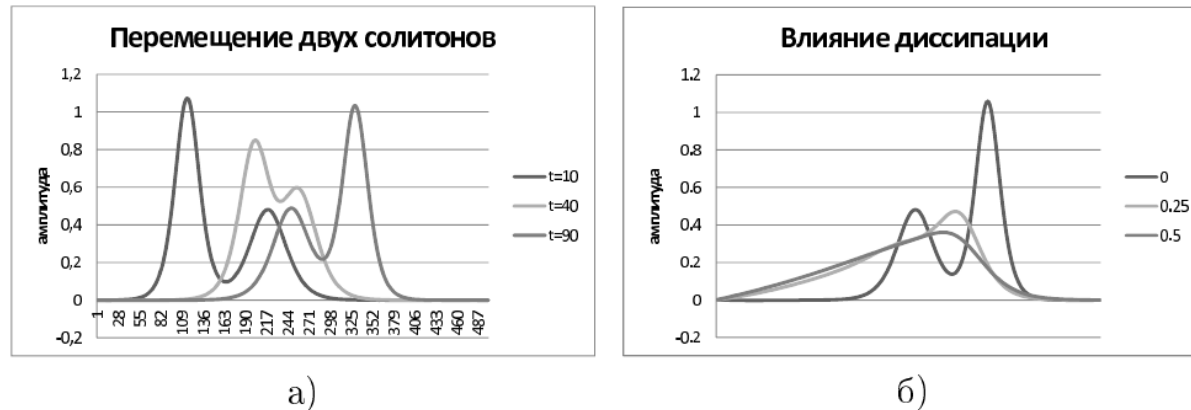 Перемещение двух солитонов
1,2
1
0,8
0,6
0,4
0,2
0
-0,2
амплитуда
1 28 55 82 109 136 163 190 217 244 271 298 325 352 379 406 433 460 487
t=10
t=40
t=90
а)
Влияние диссипации
1.2
1
0.8
0.6
0.4
0.2
0
-0.2
амплитуда
0
0.25
0.5
б)